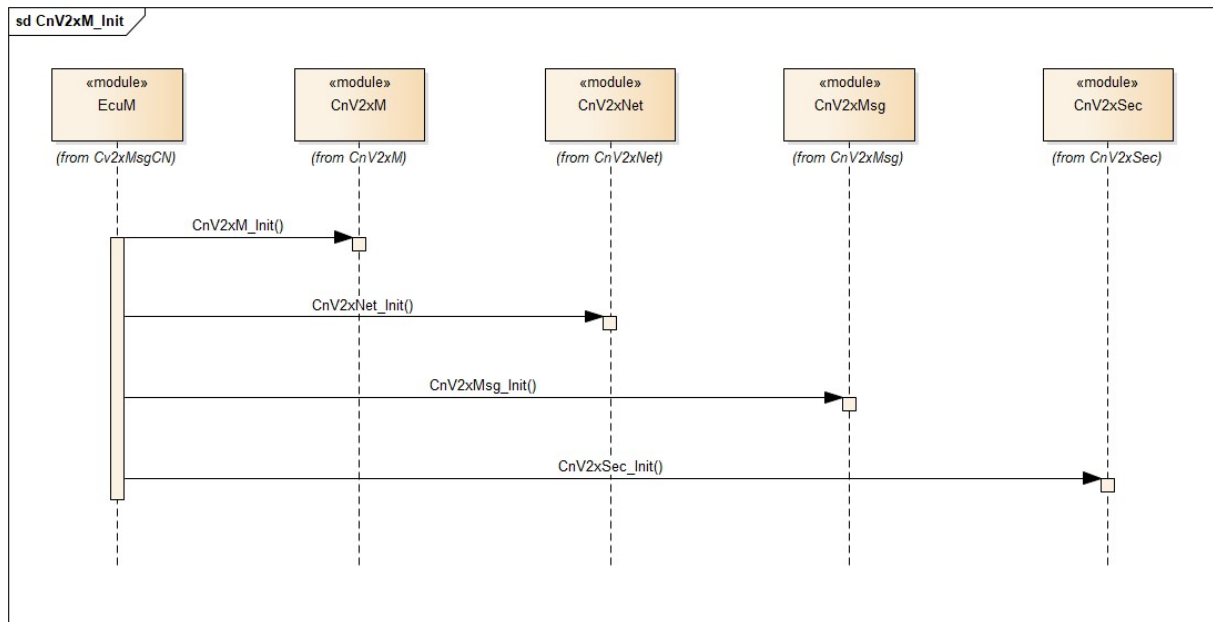 sd CnV2xM_Init
«module»
EcuM
(from Cv2xMsgCN)
«module»
CnV2xM
(from CnV2xM)
«module»
CnV2xNet
(from CnV2xNet)
«module»
CnV2xMsg
(from CnV2xMsg)
«module»
CnV2xSec
(from CnV2xSec)
CnV2xM_Init()
CnV2xNet_Init()
CnV2xMsg_Init()
CnV2xSec_Init()